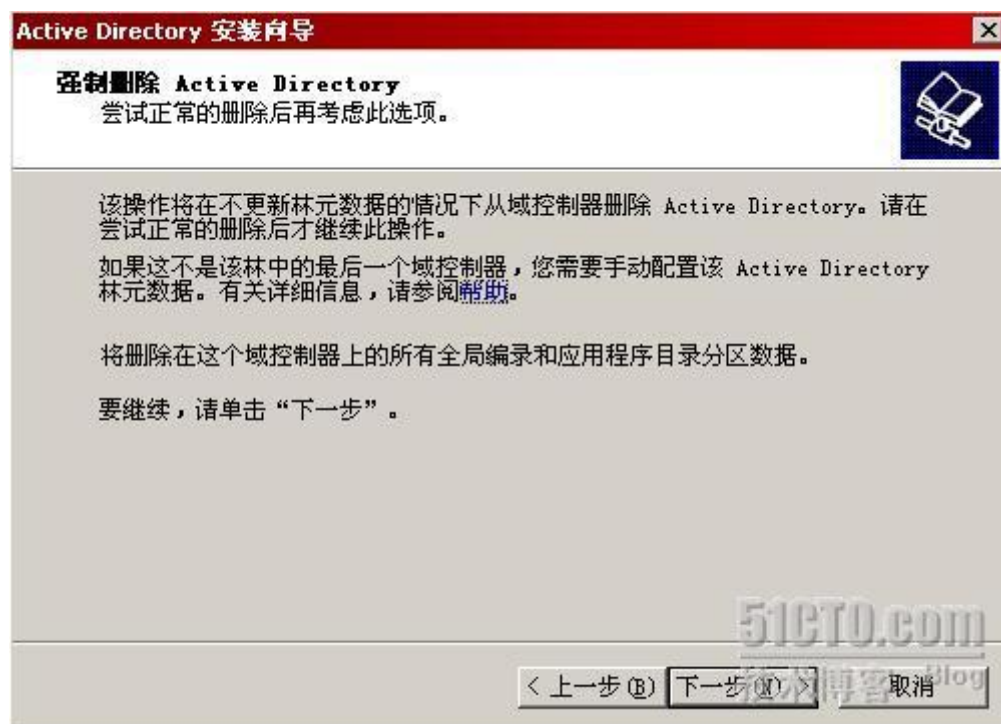 Active Directory 安装向导
强制删除 Active Directory
尝试正常的删除后再考虑此选项。
该操作将在不更新林元数据的情况下从域控制器删除 Active Directory。请在
尝试正常的删除后才继续此操作。
如果这不是该林中的最后一个域控制器，您需要手动配置该 Active Directory
林元数据。有关详细信息，请参阅帮助。
将删除在这个域控制器上的所有全局编录和应用程序目录分区数据。
要继续，请单击“下一步”。
51CTO.com
技术博客 Blog
< 上一步(B) 下一步(N) > 取消